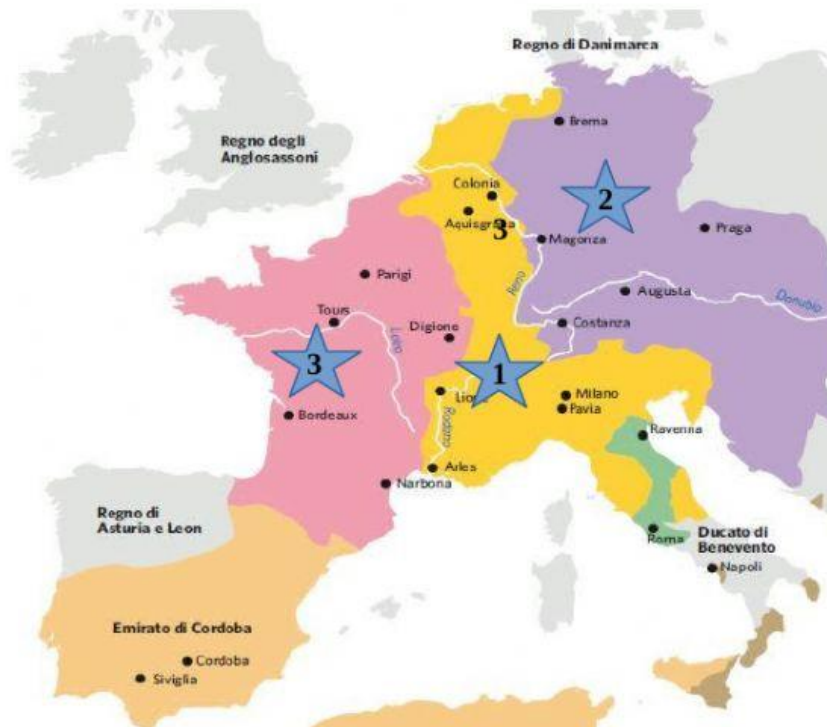 Regno di Danimarca
Regno degli
Anglosassoni
Brema
2
Colonia
Aquisgrana
3
Magonza
Praga
Parigi
Reno
Augusta
Danubio
Tours
Loira
Digione
Costanza
3
1
Lione
Milano
Pavia
Bordeaux
Rodano
Ravenna
Arles
Narbona
Regno di
Asturia e Leon
Roma
Ducato di
Benevento
Napoli
Emirato di Cordoba
Cordoba
Siviglia